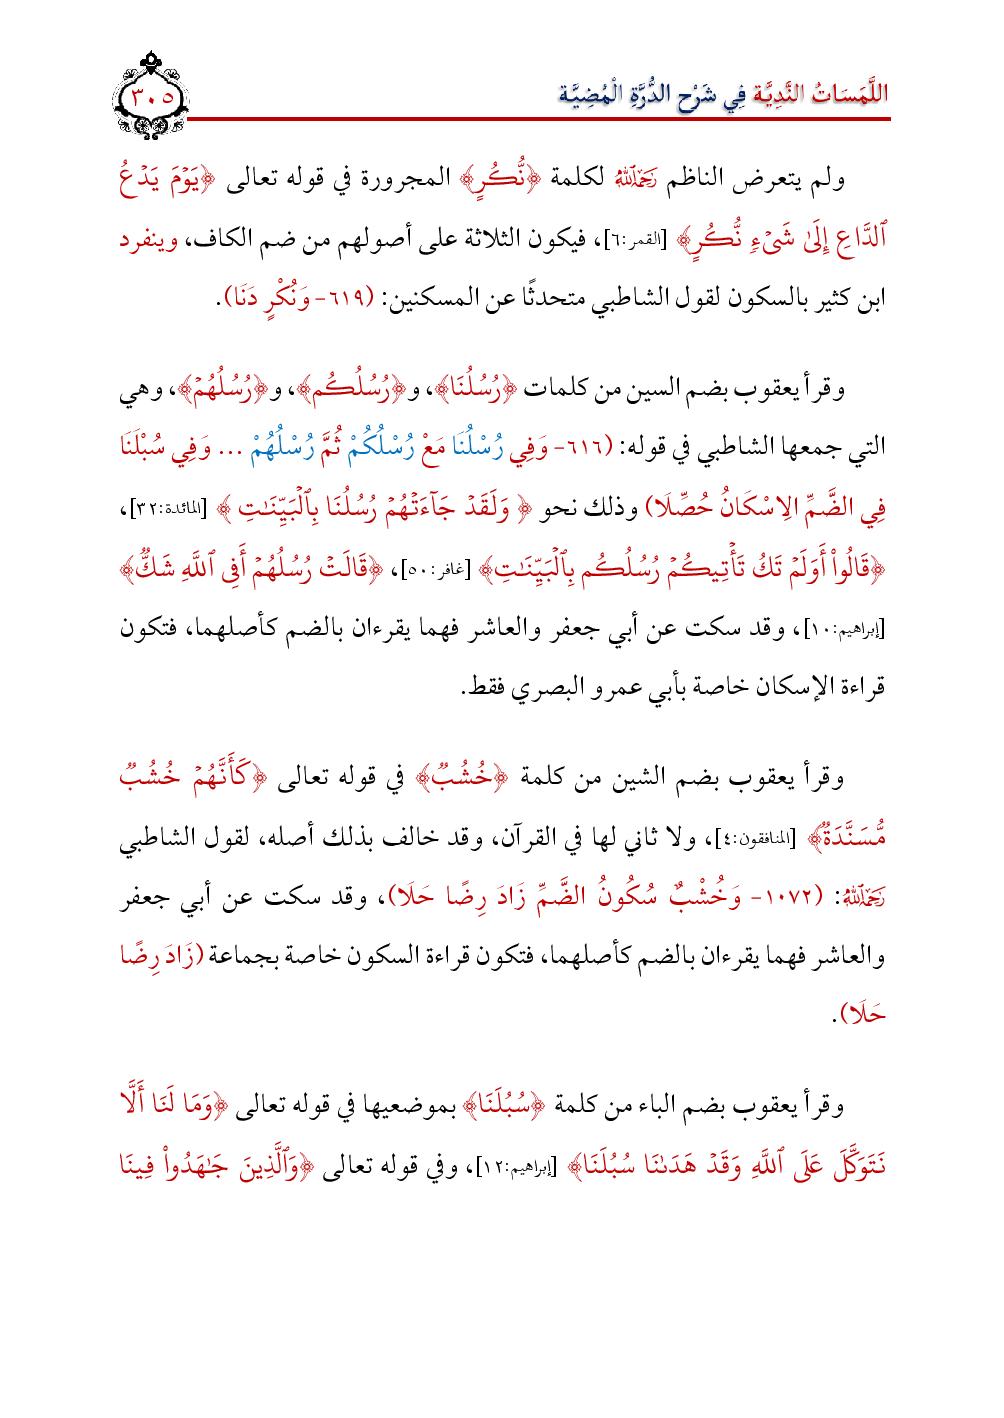 اللَّمَسَاتُ النَّدِيَّة فِي شَرْح الدُّرَّةِ الْمُضِيَّة
٣٠٥
ولم يتعرض الناظم رَحِمَهُ ٱللَّهُ لكلمة ﴿نُّكُرٍ﴾ المجرورة في قوله تعالى ﴿يَوْمَ يَدْعُ
ٱلدَّاعِ إِلَىٰ شَىْءٍ نُّكُرٍ﴾ [القمر:٦]، فيكون الثلاثة على أصولهم من ضم الكاف، وينفرد
ابن كثير بالسكون لقول الشاطبي متحدثًا عن المسكنين: (٦١٩- وَنُكْرٍ دَنَا).
وقرأ يعقوب بضم السين من كلمات ﴿رُسُلُنَا﴾، و﴿رُسُلُكُم﴾، و﴿رُسُلُهُمْ﴾، وهي
التي جمعها الشاطبي في قوله: (٦١٦- وَفِي رُسْلُنَا مَعْ رُسْلُكُمْ ثُمَّ رُسْلُهُمْ ... وَفِي سُبْلَنَا
فِي الضَّمِّ الِاسْكَانُ حُصِّلَا) وذلك نحو ﴿ وَلَقَدْ جَآءَتْهُمْ رُسُلُنَا بِٱلْبَيِّنَـٰتِ ﴾ [المائدة:٣٢]،
﴿قَالُوٓا۟ أَوَلَمْ تَكُ تَأْتِيكُمْ رُسُلُكُم بِٱلْبَيِّنَـٰتِ﴾ [غافر:٥٠]، ﴿قَالَتْ رُسُلُهُمْ أَفِى ٱللَّهِ شَكٌّ﴾
[إبراهيم:١٠]، وقد سكت عن أبي جعفر والعاشر فهما يقرءان بالضم كأصلهما، فتكون
قراءة الإسكان خاصة بأبي عمرو البصري فقط.
وقرأ يعقوب بضم الشين من كلمة ﴿خُشُبٌ﴾ في قوله تعالى ﴿كَأَنَّهُمْ خُشُبٌ
مُّسَنَّدَةٌ﴾ [المنافقون:٤]، ولا ثاني لها في القرآن، وقد خالف بذلك أصله، لقول الشاطبي
رَحِمَهُ ٱللَّهُ: (١٠٧٢- وَخُشْبٌ سُكُونُ الضَّمِّ زَادَ رِضًا حَلَا)، وقد سكت عن أبي جعفر
والعاشر فهما يقرءان بالضم كأصلهما، فتكون قراءة السكون خاصة بجماعة (زَادَ رِضًا
حَلَا).
وقرأ يعقوب بضم الباء من كلمة ﴿سُبُلَنَا﴾ بموضعيها في قوله تعالى ﴿وَمَا لَنَا أَلَّا
نَتَوَكَّلَ عَلَى ٱللَّهِ وَقَدْ هَدَىٰنَا سُبُلَنَا﴾ [إبراهيم:١٢]، وفي قوله تعالى ﴿وَٱلَّذِينَ جَـٰهَدُوا۟ فِينَا